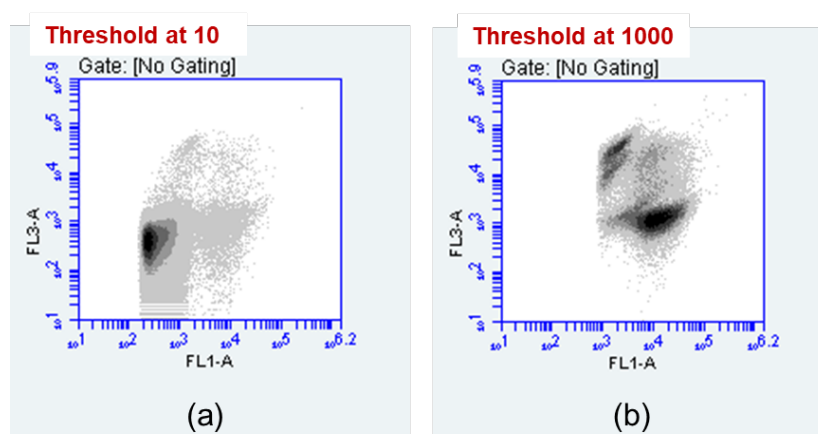 Threshold at 10
Gate: [No Gating]
10^5.9
10^5
10^4
10^3
10^2
10^1
FL3-A
10^1 10^2 10^3 10^4 10^5 10^6.2
FL1-A
(a)
Threshold at 1000
Gate: [No Gating]
10^5.9
10^5
10^4
10^3
10^2
10^1
FL3-A
10^1 10^2 10^3 10^4 10^5 10^6.2
FL1-A
(b)